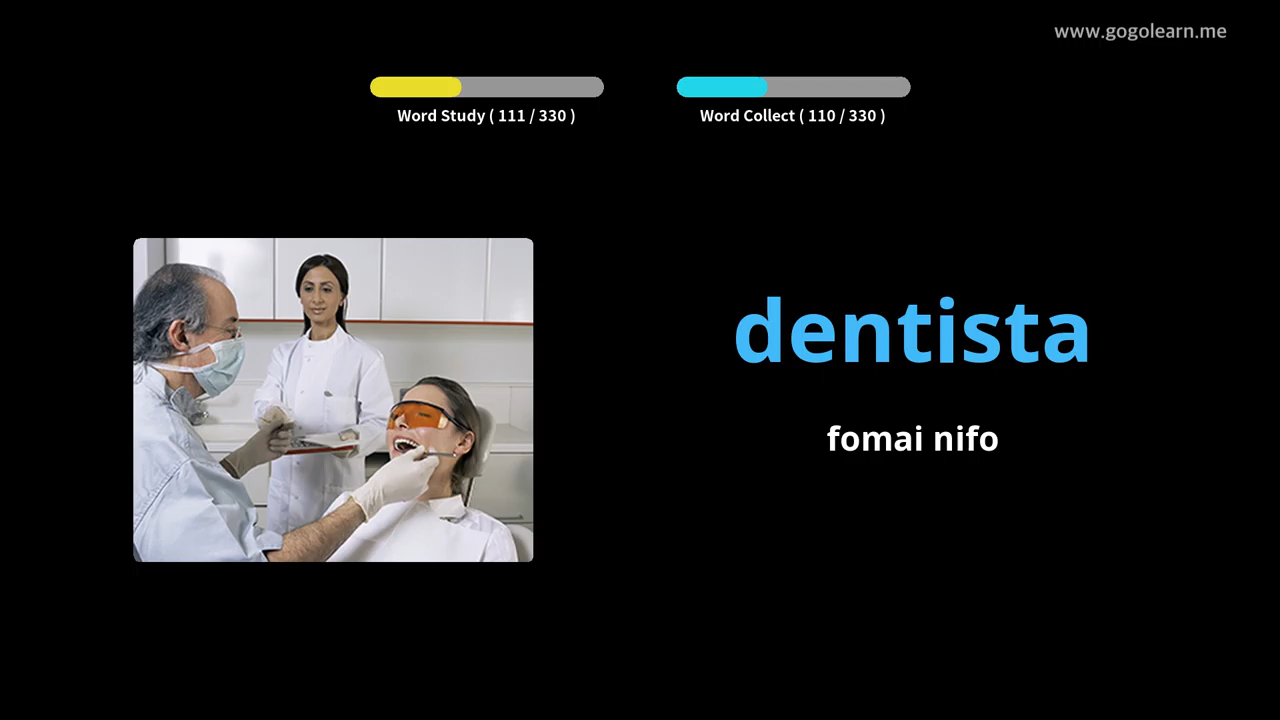 www.gogolearn.me
Word Study ( 111 / 330 )
Word Collect ( 110 / 330 )
dentista
fomai nifo